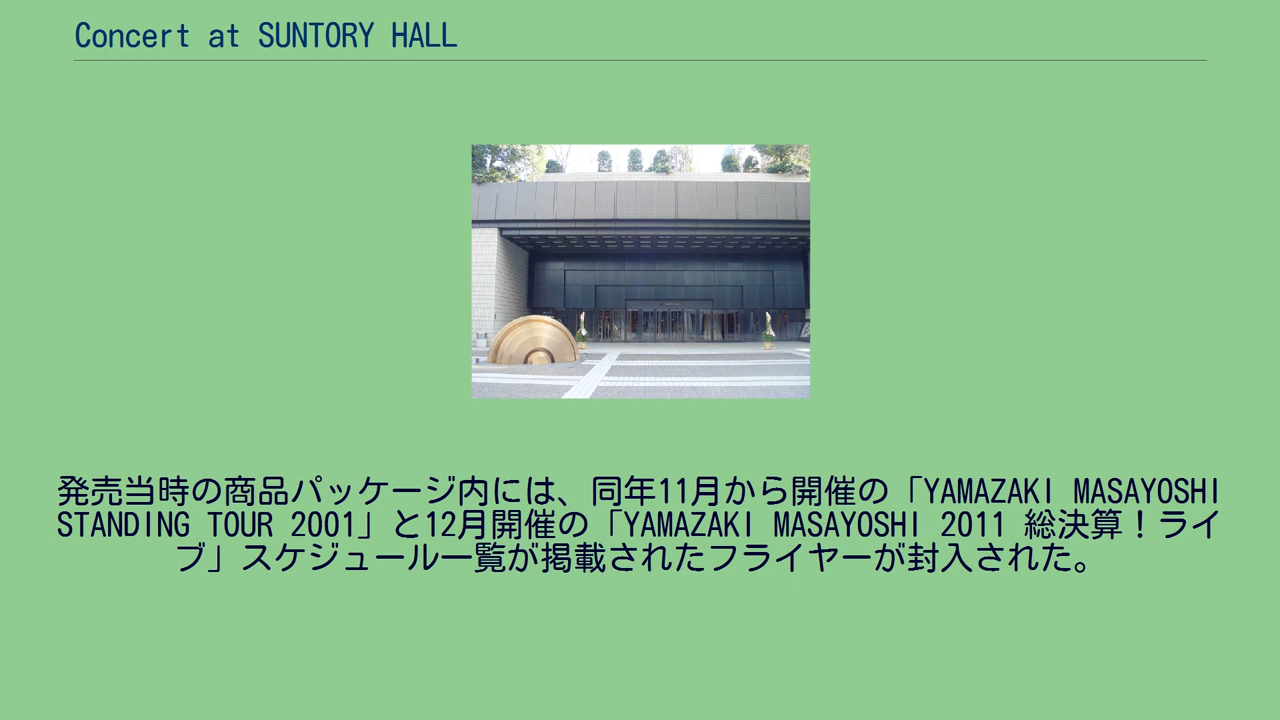 Concert at SUNTORY HALL
発売当時の商品パッケージ内には、同年11月から開催の「YAMAZAKI MASAYOSHI
STANDING TOUR 2001」と12月開催の「YAMAZAKI MASAYOSHI 2011 総決算！ライ
ブ」スケジュール一覧が掲載されたフライヤーが封入された。